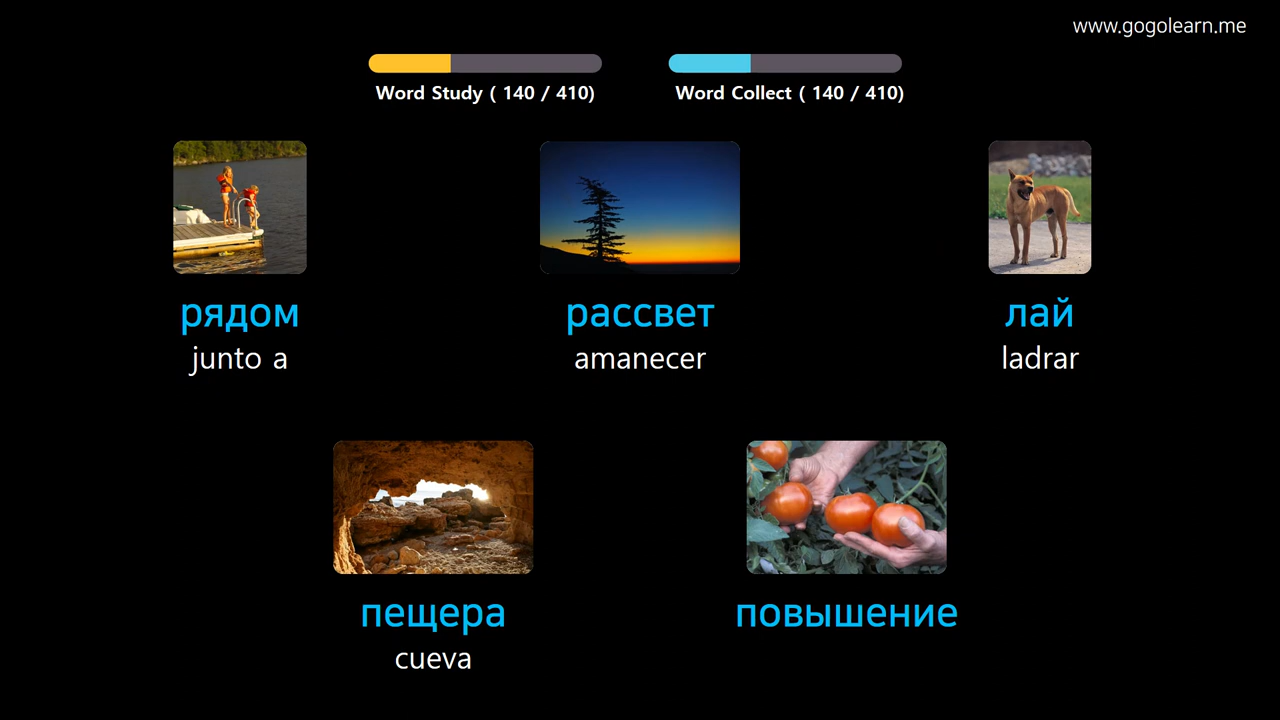 www.gogolearn.me
Word Study ( 140 / 410)
Word Collect ( 140 / 410)
рядом
junto a
рассвет
amanecer
лай
ladrar
пещера
cueva
повышение